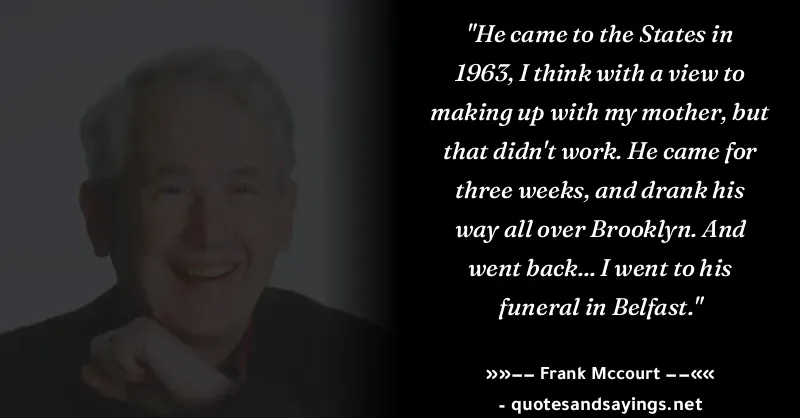 "He came to the States in
1963, I think with a view to
making up with my mother, but
that didn't work. He came for
three weeks, and drank his
way all over Brooklyn. And
went back... I went to his
funeral in Belfast."
»»−− Frank Mccourt −−««
- quotesandsayings.net